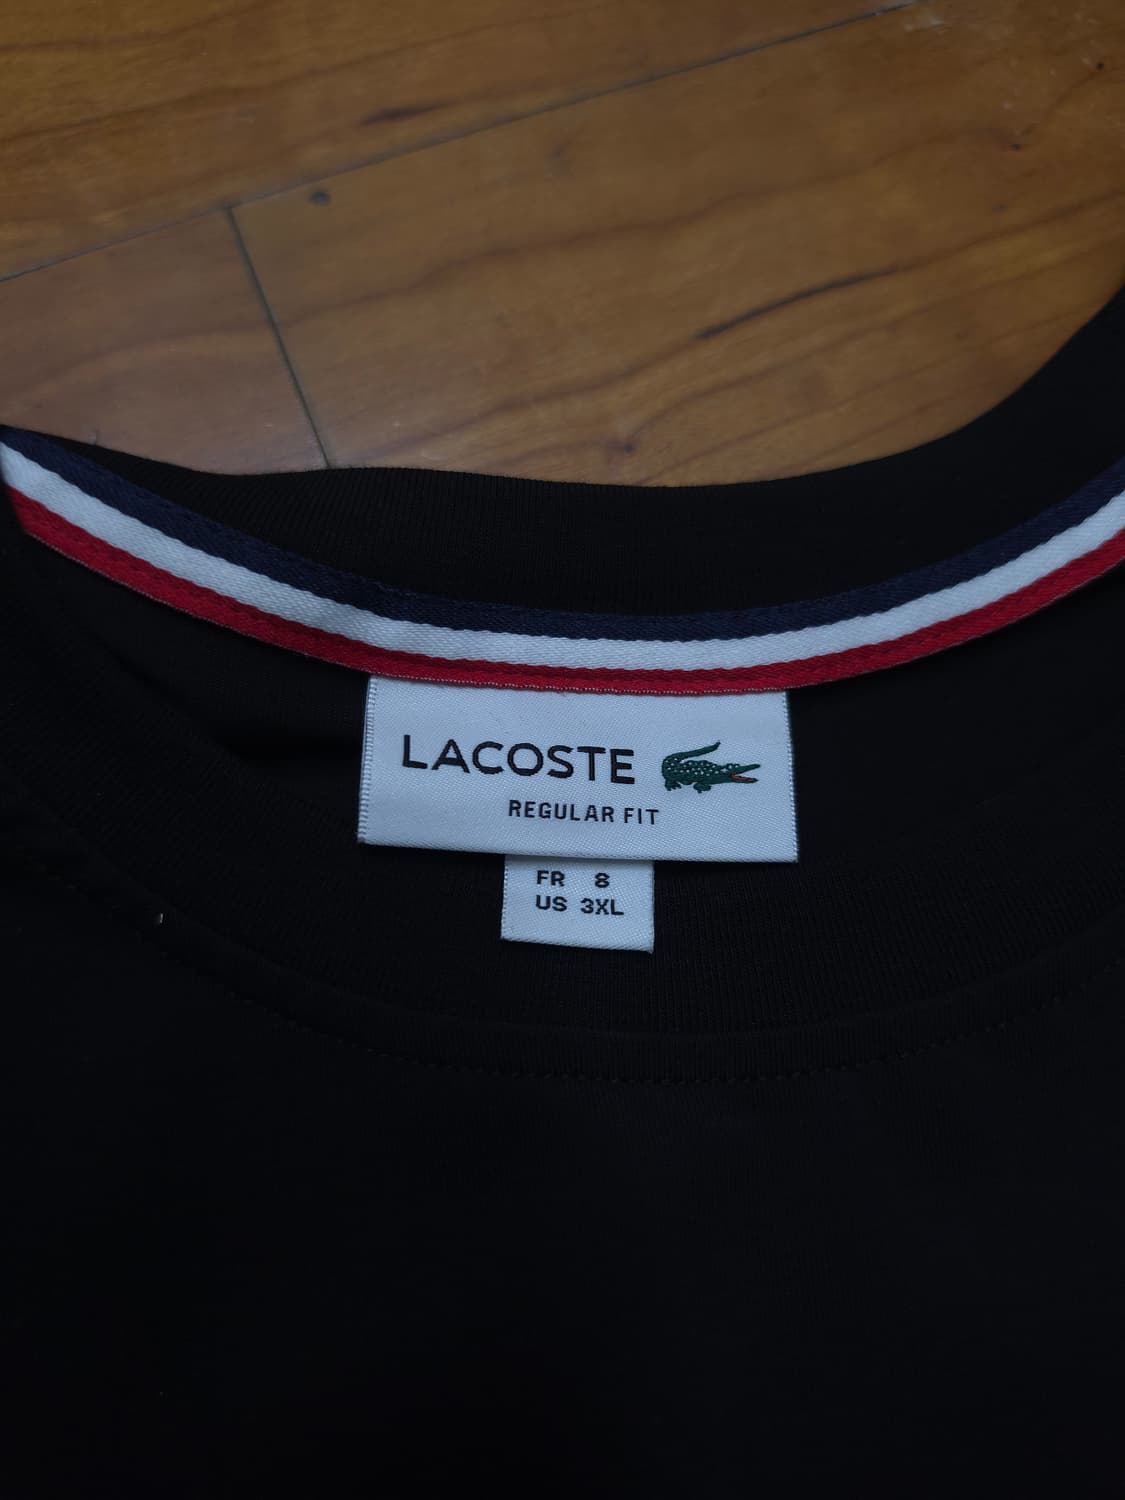 LACOSTE
REGULAR FIT
FR 8
US 3XL